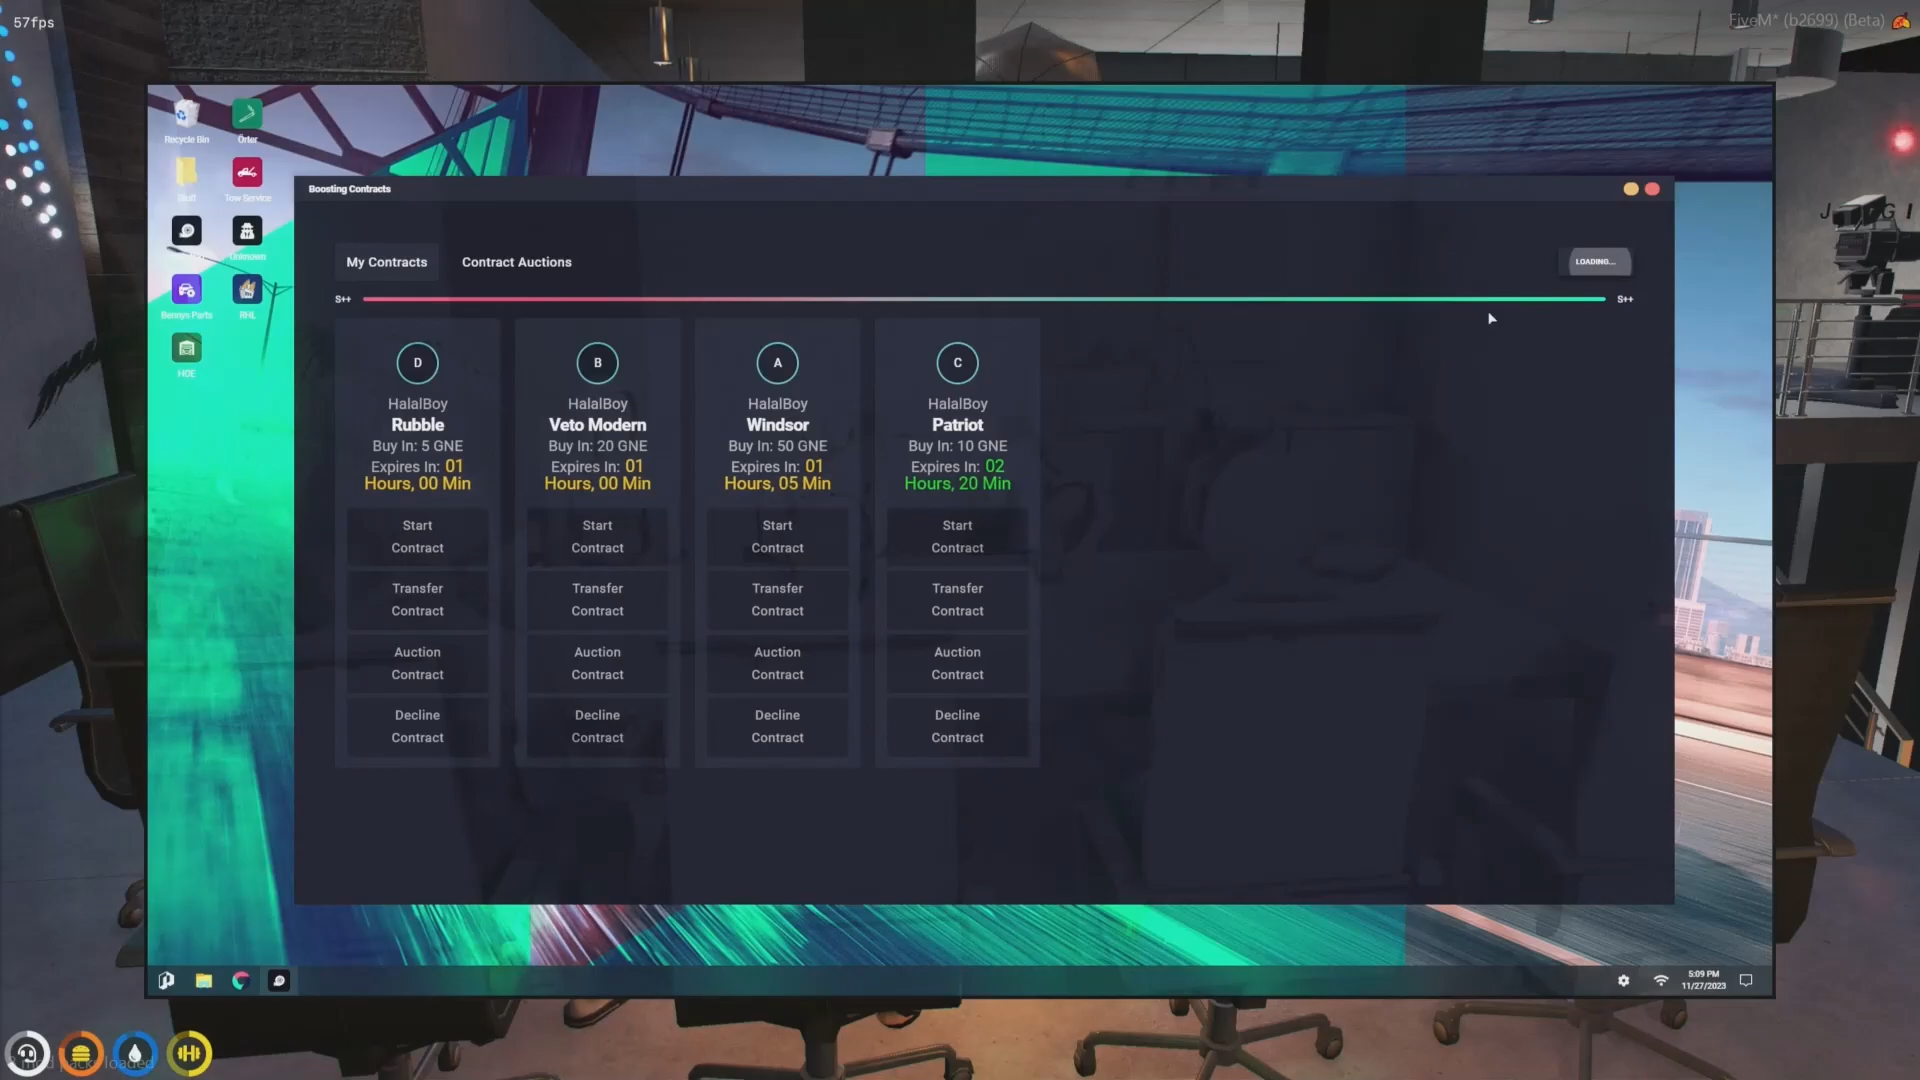 57fps
FiveM* (b2699) (Beta)
Recycle Bin
Örter
Stuff
Tow Service
Unknown
Bennys Parts
RHL
HOE
Boosting Contracts
My Contracts
Contract Auctions
LOADING...
S++
S++
D
HalalBoy
Rubble
Buy In: 5 GNE
Expires In: 01
Hours, 00 Min
Start
Contract
Transfer
Contract
Auction
Contract
Decline
Contract
B
HalalBoy
Veto Modern
Buy In: 20 GNE
Expires In: 01
Hours, 00 Min
Start
Contract
Transfer
Contract
Auction
Contract
Decline
Contract
A
HalalBoy
Windsor
Buy In: 50 GNE
Expires In: 01
Hours, 05 Min
Start
Contract
Transfer
Contract
Auction
Contract
Decline
Contract
C
HalalBoy
Patriot
Buy In: 10 GNE
Expires In: 02
Hours, 20 Min
Start
Contract
Transfer
Contract
Auction
Contract
Decline
Contract
5:09 PM
11/27/2023
loaded